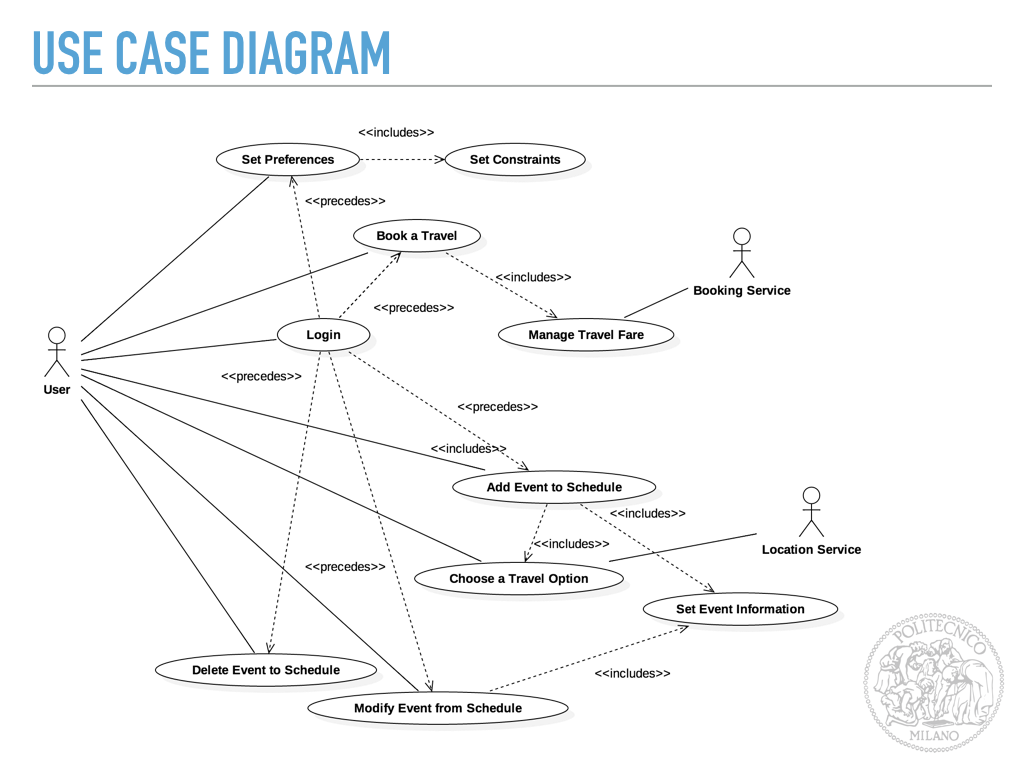 USE CASE DIAGRAM
<<includes>>
Set Preferences
Set Constraints
<<precedes>>
Book a Travel
<<includes>>
Booking Service
<<precedes>>
Login
Manage Travel Fare
<<precedes>>
User
<<precedes>>
<<includes>>
Add Event to Schedule
<<includes>>
<<includes>>
Location Service
<<precedes>>
Choose a Travel Option
Set Event Information
POLITECNICO
Delete Event to Schedule
<<includes>>
Modify Event from Schedule
MILANO